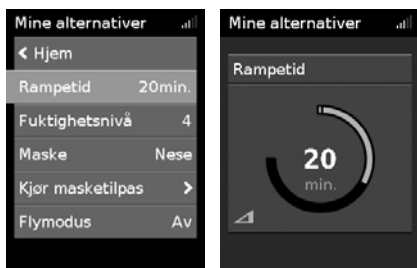 Mine alternativer
Hjem
Rampetid 20min.
Fuktighetsnivå 4
Maske Nese
Kjør masketilpas
Flymodus Av
Mine alternativer
Rampetid
20
min.